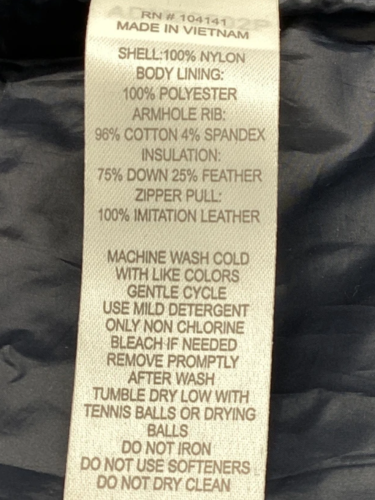 RN # 104141
MADE IN VIETNAM
SHELL:100% NYLON
BODY LINING:
100% POLYESTER
ARMHOLE RIB:
96% COTTON 4% SPANDEX
INSULATION:
75% DOWN 25% FEATHER
ZIPPER PULL:
100% IMITATION LEATHER
MACHINE WASH COLD
WITH LIKE COLORS
GENTLE CYCLE
USE MILD DETERGENT
ONLY NON CHLORINE
BLEACH IF NEEDED
REMOVE PROMPTLY
AFTER WASH
TUMBLE DRY LOW WITH
TENNIS BALLS OR DRYING
BALLS
DO NOT IRON
DO NOT USE SOFTENERS
DO NOT DRY CLEAN